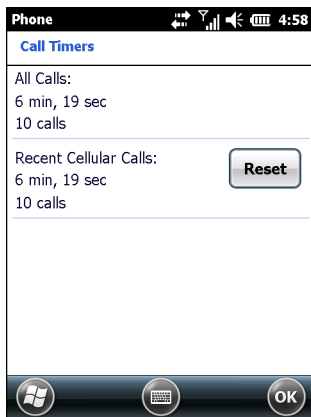 Phone 4:58
Call Timers
All Calls:
6 min, 19 sec
10 calls
Recent Cellular Calls:
6 min, 19 sec
10 calls
Reset
OK